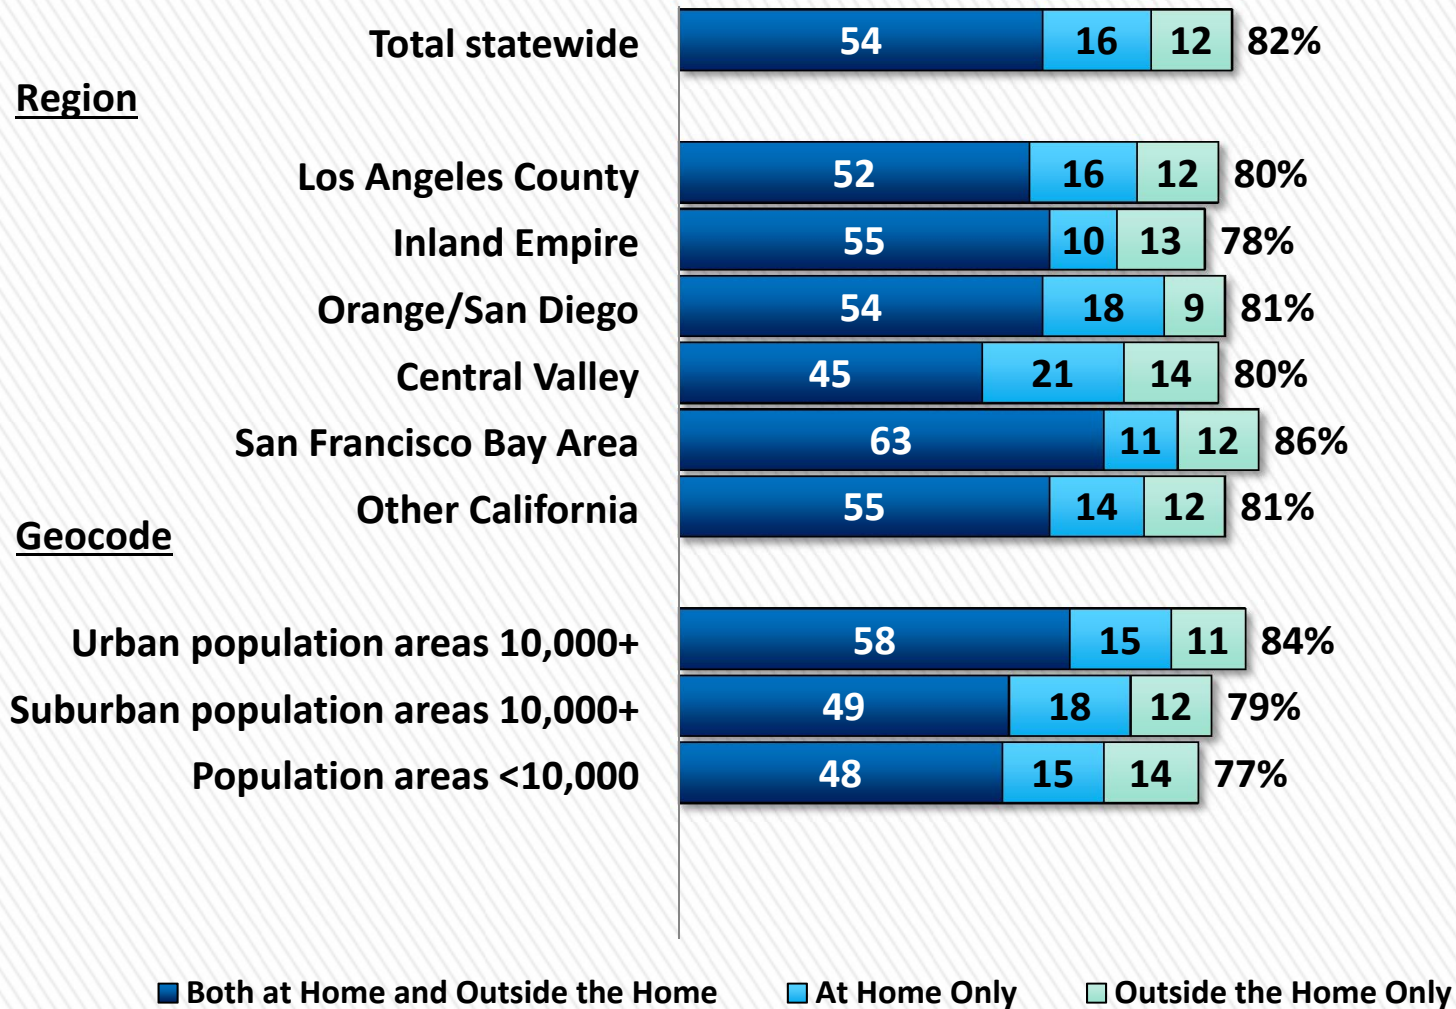 Total statewide 54 16 12 82%
Region
Los Angeles County 52 16 12 80%
Inland Empire 55 10 13 78%
Orange/San Diego 54 18 9 81%
Central Valley 45 21 14 80%
San Francisco Bay Area 63 11 12 86%
Other California 55 14 12 81%
Geocode
Urban population areas 10,000+ 58 15 11 84%
Suburban population areas 10,000+ 49 18 12 79%
Population areas <10,000 48 15 14 77%
Both at Home and Outside the Home At Home Only Outside the Home Only